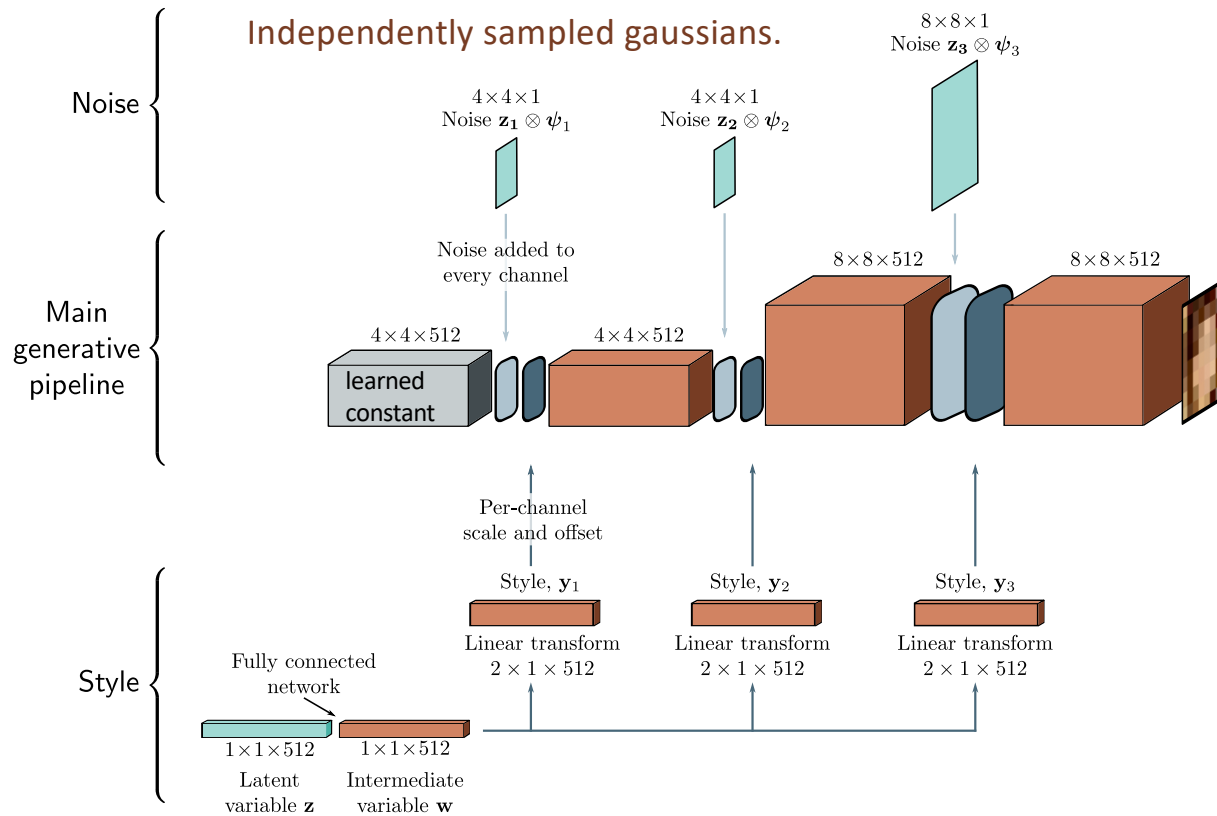 Independently sampled gaussians.
8×8×1
Noise z₃ ⊗ ψ₃
Noise
4×4×1
Noise z₁ ⊗ ψ₁
4×4×1
Noise z₂ ⊗ ψ₂
Noise added to
every channel
8×8×512
8×8×512
Main
generative
pipeline
4×4×512
learned
constant
4×4×512
Per-channel
scale and offset
Style, y₁
Style, y₂
Style, y₃
Linear transform
2 × 1 × 512
Linear transform
2 × 1 × 512
Linear transform
2 × 1 × 512
Style
Fully connected
network
1×1×512
1×1×512
Latent
variable z
Intermediate
variable w